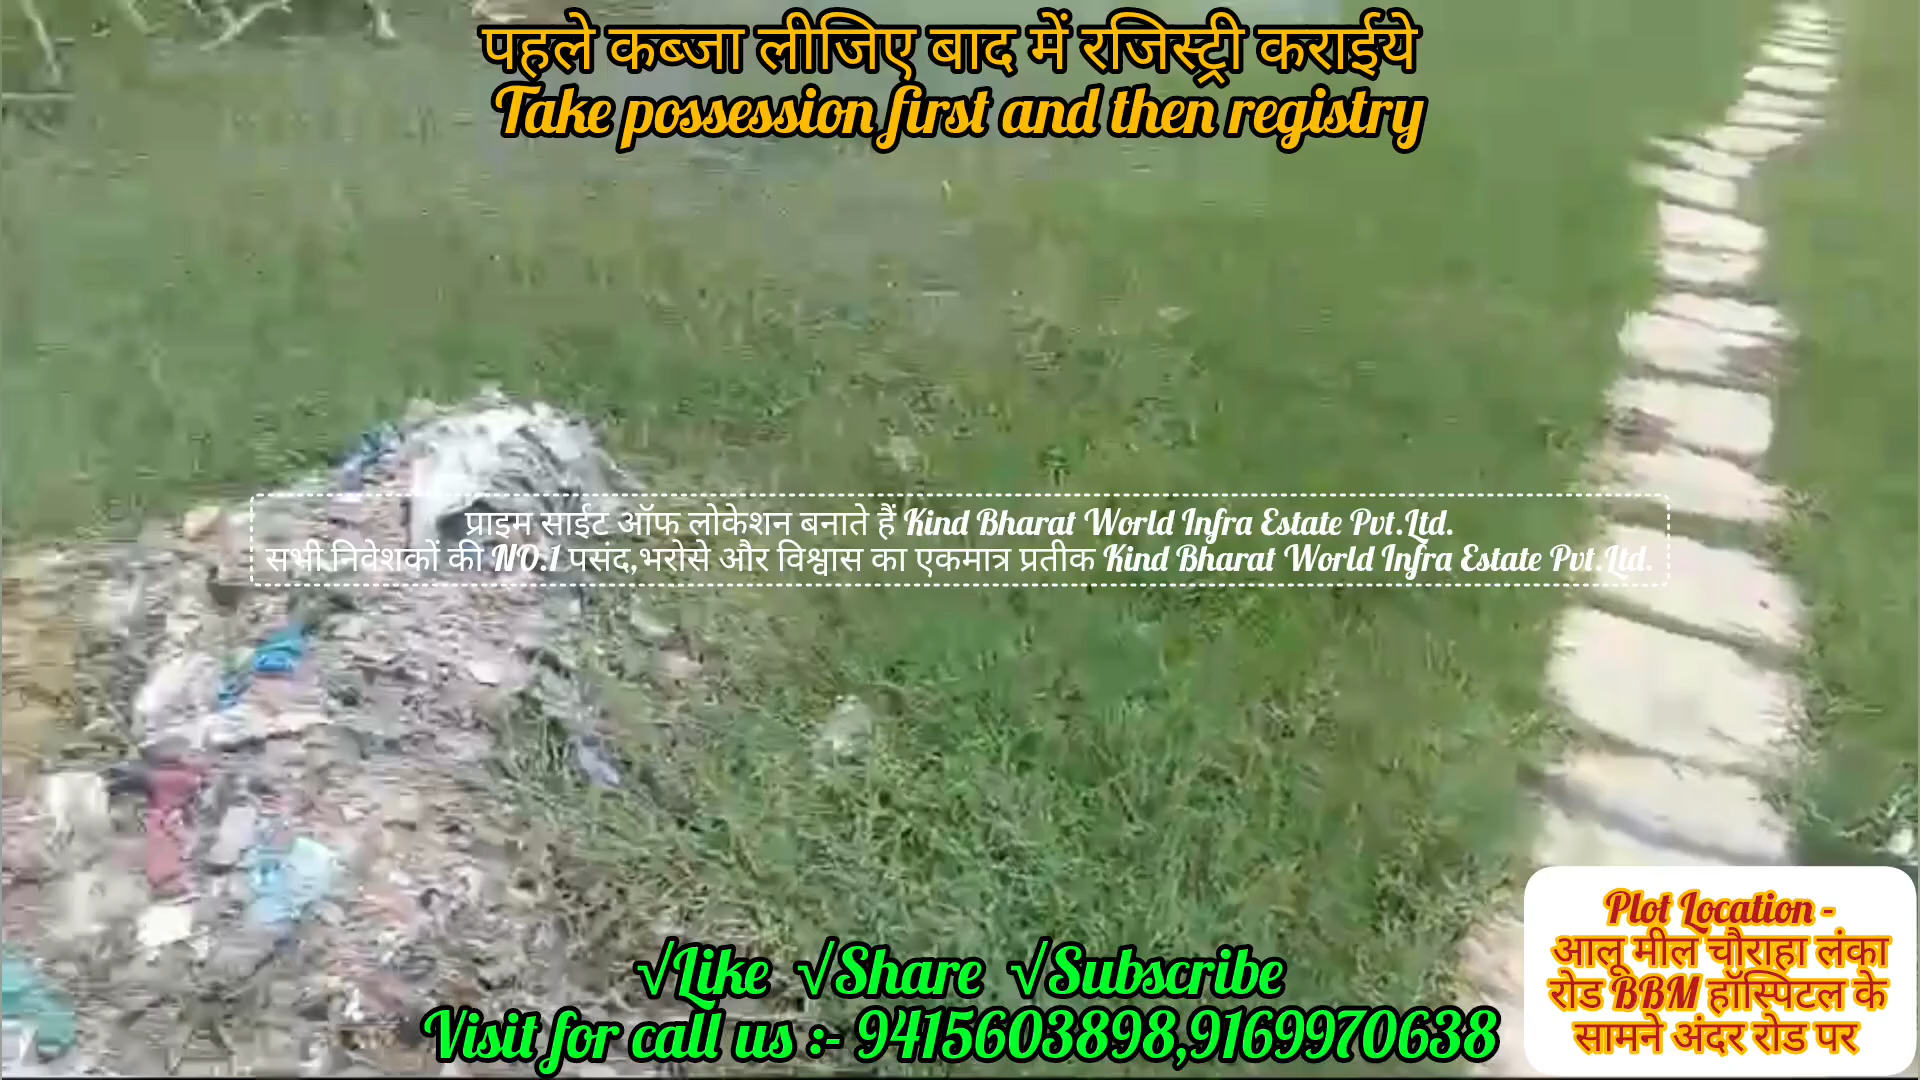 पहले कब्जा लीजिए बाद में रजिस्ट्री कराईये
Take possession first and then registry
प्राइम साईट ऑफ लोकेशन बनाते हैं Kind Bharat World Infra Estate Pvt.Ltd.
सभी निवेशकों की NO.1 पसंद,भरोसे और विश्वास का एकमात्र प्रतीक Kind Bharat World Infra Estate Pvt.Ltd.
√Like √Share √Subscribe
Visit for call us :- 9415603898,9169970638
Plot Location -
आलू मील चौराहा लंका
रोड BBM हॉस्पिटल के
सामने अंदर रोड पर